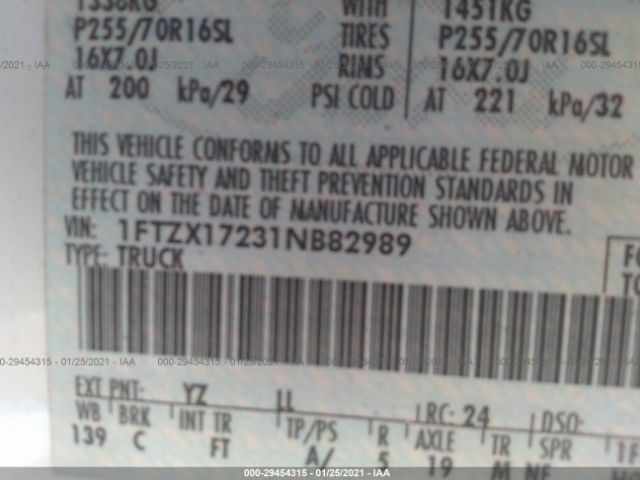 1338KG WITH 1451KG
P255/70R16SL TIRES P255/70R16SL
16X7.0J RIMS 16X7.0J
AT 200 kPa/29 PSI COLD AT 221 kPa/32
THIS VEHICLE CONFORMS TO ALL APPLICABLE FEDERAL MOTOR
VEHICLE SAFETY AND THEFT PREVENTION STANDARDS IN
EFFECT ON THE DATE OF MANUFACTURE SHOWN ABOVE.
VIN: 1FTZX17231NB82989
TYPE: TRUCK
EXT PNT: YZ LL RC: 24 DSO:
WB BRK INT TR TP/PS R AXLE TR SPR
139 C FT A/ 5 19 M
000-29454315 - 01/25/2021 - IAA